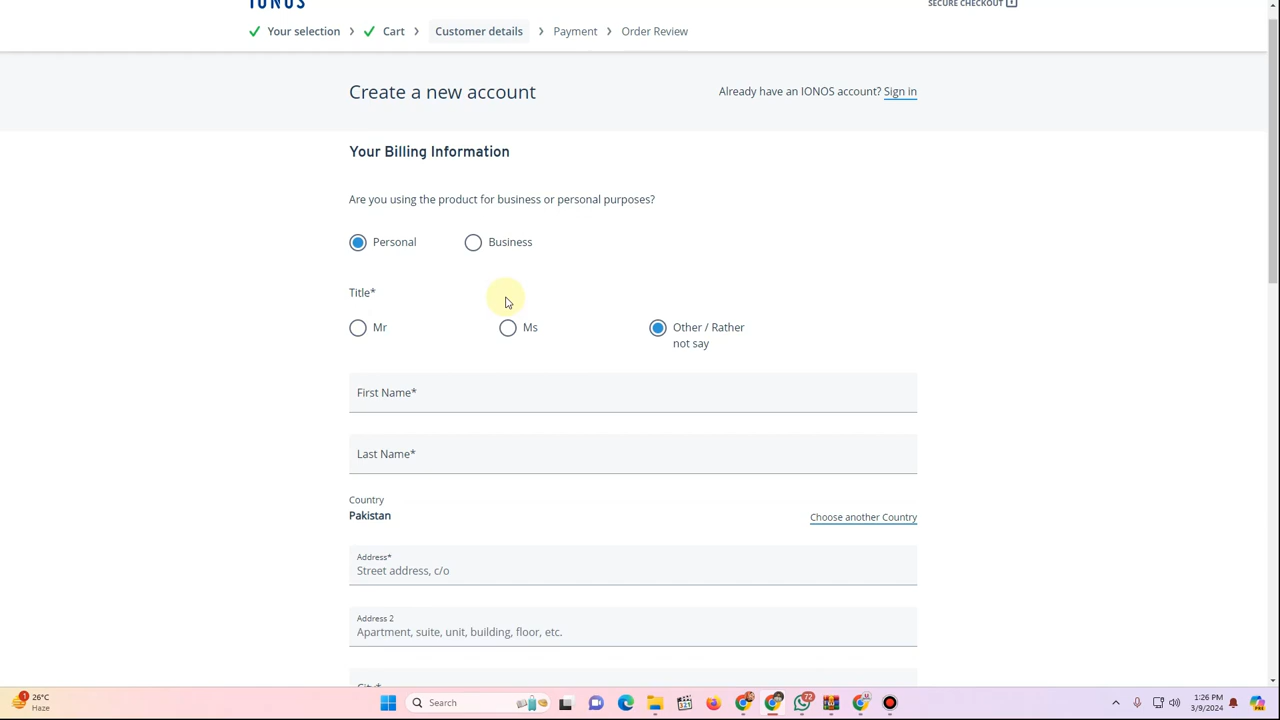 IONOS
SECURE CHECKOUT
Your selection
Cart
Customer details
Payment
Order Review
Create a new account
Already have an IONOS account? Sign in
Your Billing Information
Are you using the product for business or personal purposes?
Personal
Business
Title*
Mr
Ms
Other / Rather
not say
First Name*
Last Name*
Country
Pakistan
Choose another Country
Address*
Street address, c/o
Address 2
Apartment, suite, unit, building, floor, etc.
City*
1
26°C
Haze
Search
72
1:26 PM
3/9/2024